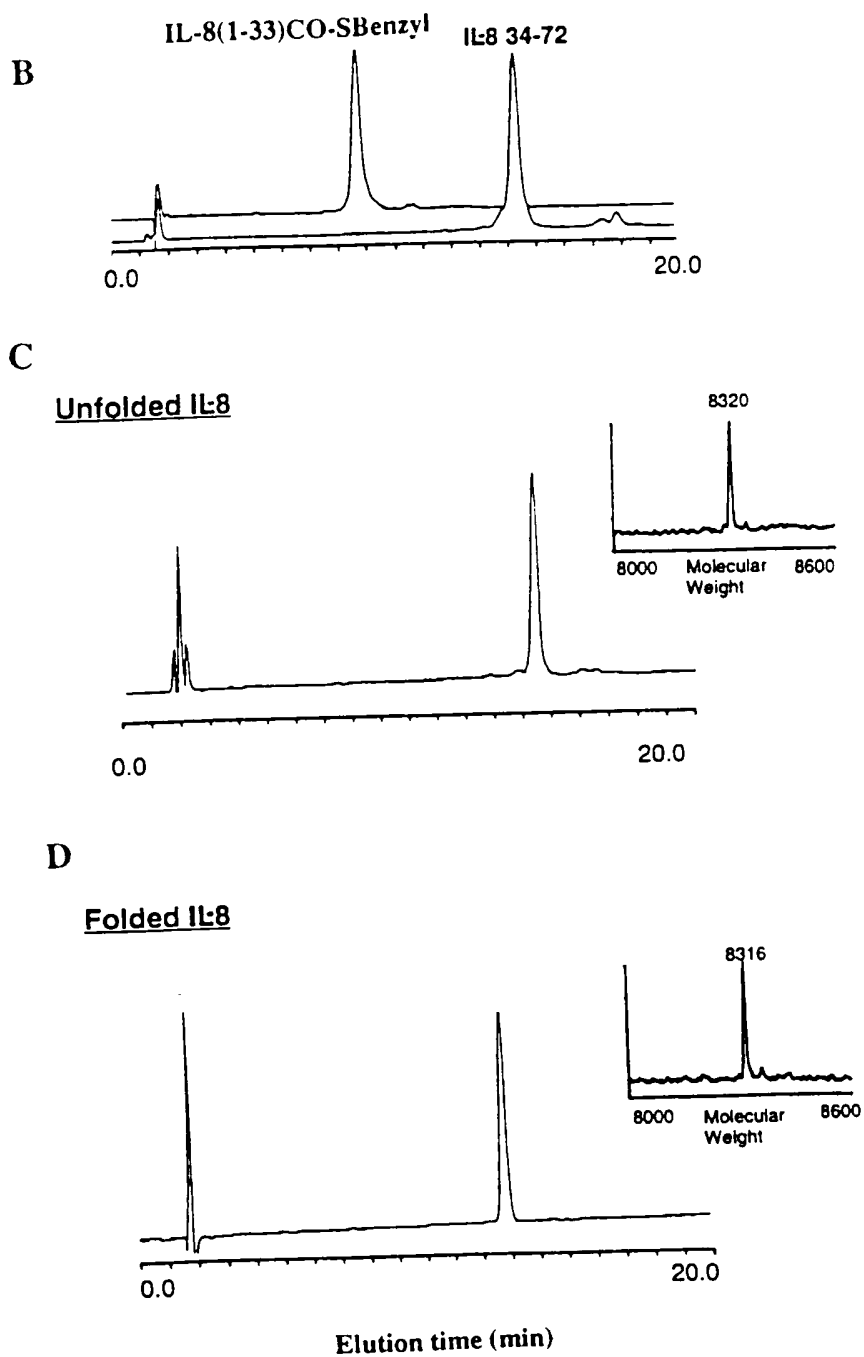 B
IL-8(1-33)CO-SBenzyl
IL-8 34-72
0.0
20.0
C
Unfolded IL-8
8320
8000
Molecular
Weight
8600
0.0
20.0
D
Folded IL-8
8316
8000
Molecular
Weight
8600
0.0
20.0
Elution time (min)